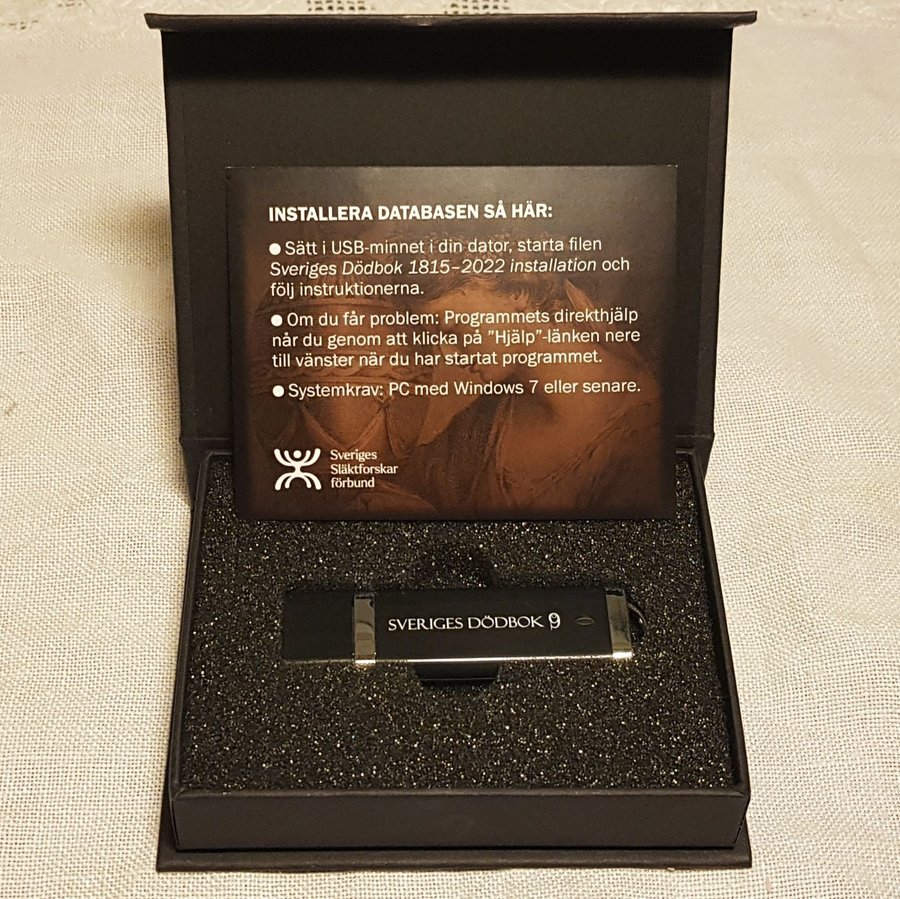 INSTALLERA DATABASEN SÅ HÄR:
● Sätt i USB-minnet i din dator, starta filen
Sveriges Dödbok 1815–2022 installation och
följ instruktionerna.
● Om du får problem: Programmets direkthjälp
når du genom att klicka på ”Hjälp”-länken nere
till vänster när du har startat programmet.
● Systemkrav: PC med Windows 7 eller senare.
Sveriges
Släktforskar
förbund
SVERIGES DÖDBOK 9